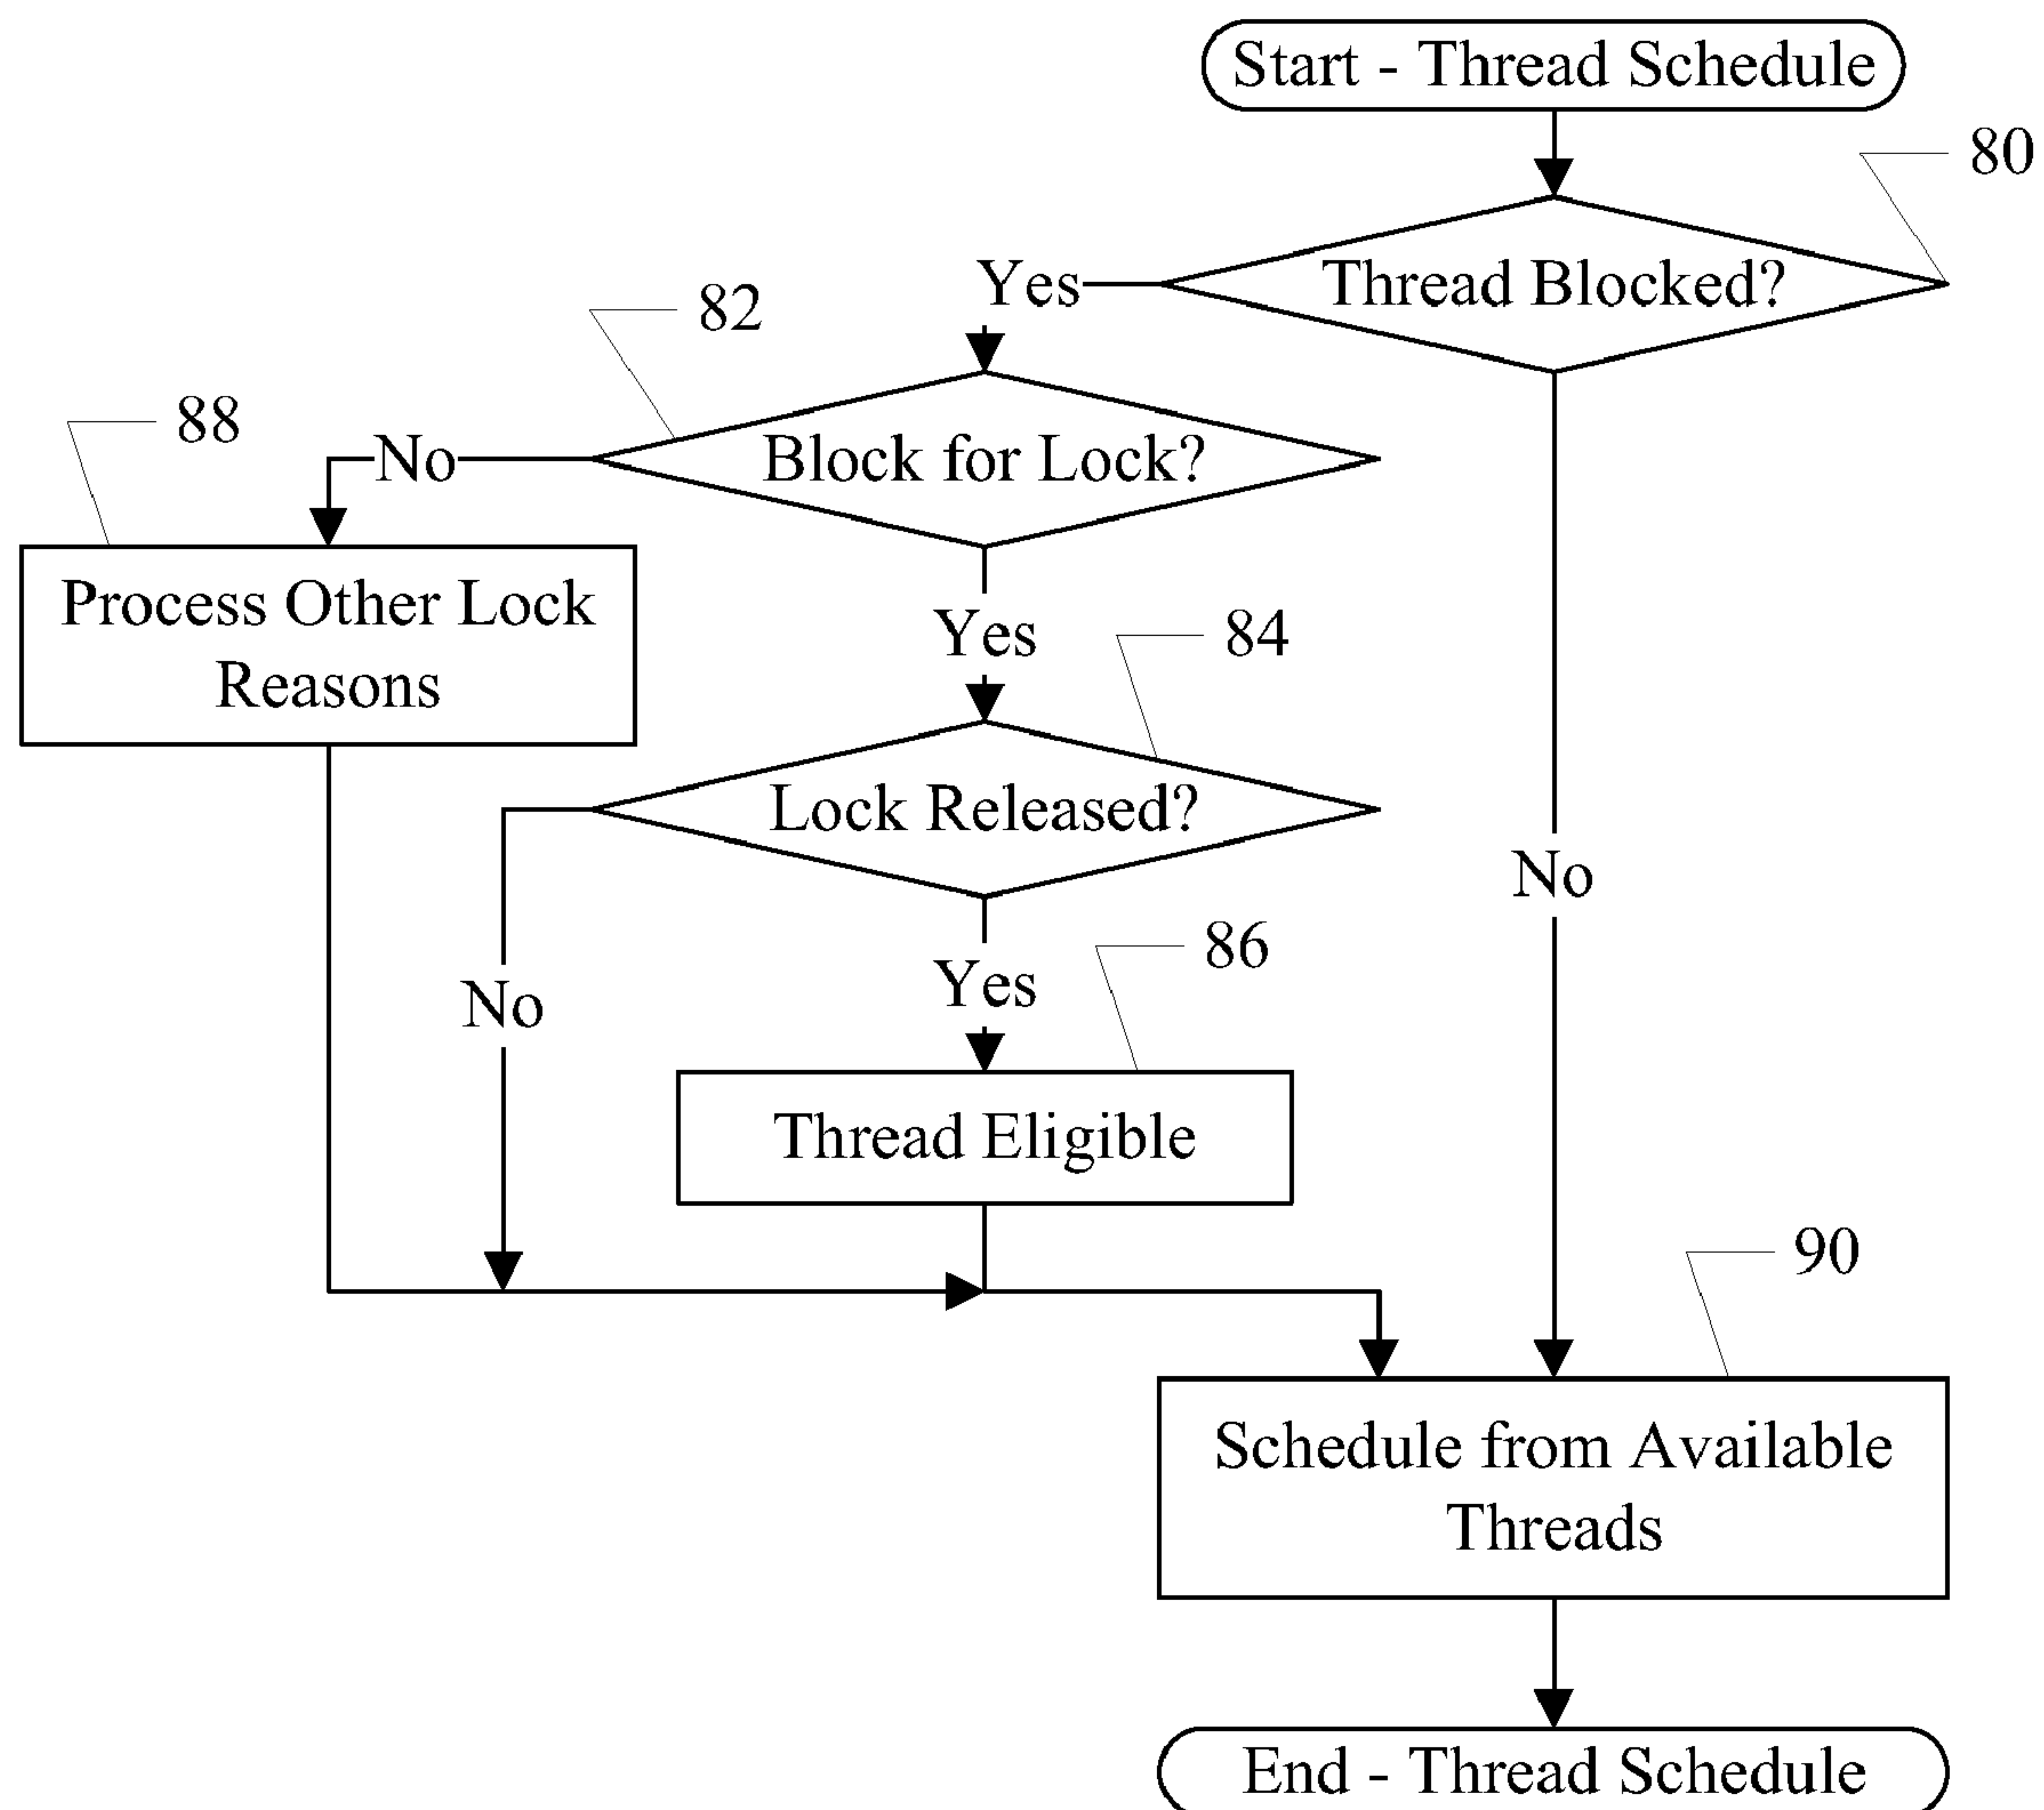 Start - Thread Schedule
80
Thread Blocked?
Yes
82
Block for Lock?
No
88
Process Other Lock
Reasons
Yes
84
Lock Released?
No
No
Yes
86
Thread Eligible
90
Schedule from Available
Threads
End - Thread Schedule